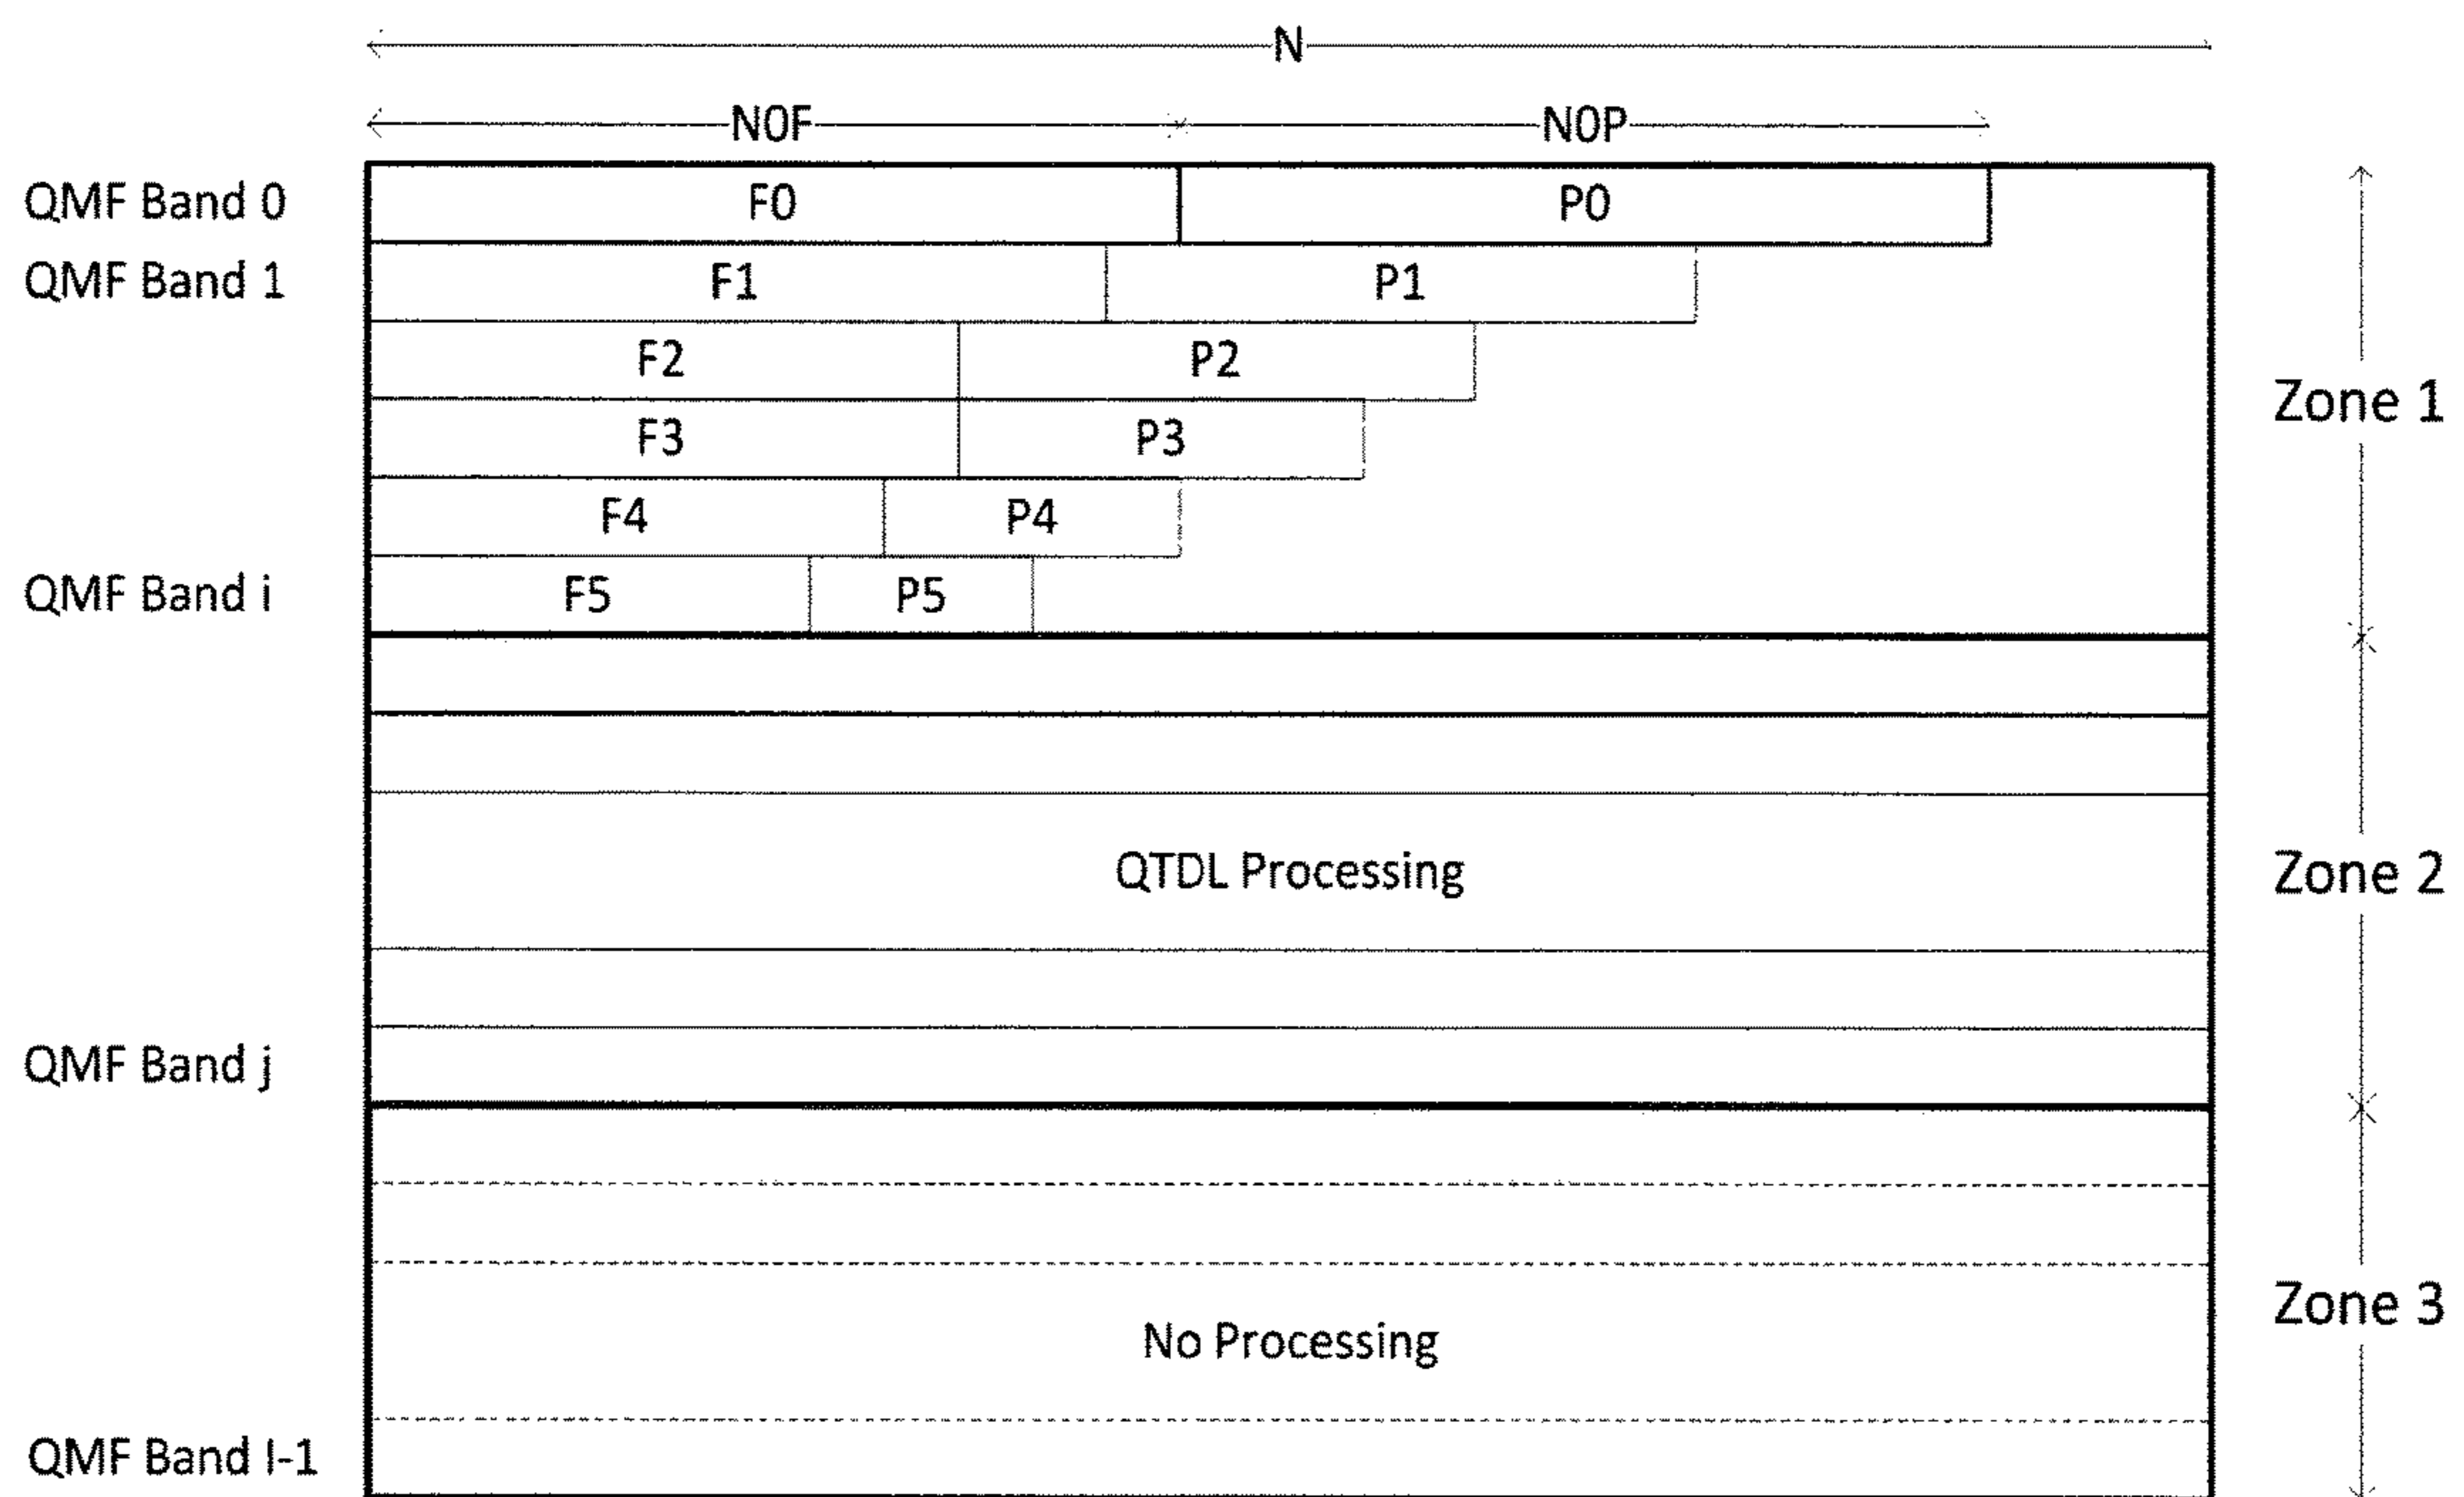 N
N0F N0P
QMF Band 0 F0 P0
QMF Band 1 F1 P1
F2 P2
F3 P3
Zone 1
F4 P4
QMF Band i F5 P5
QTDL Processing
Zone 2
QMF Band j
Zone 3
No Processing
QMF Band I-1